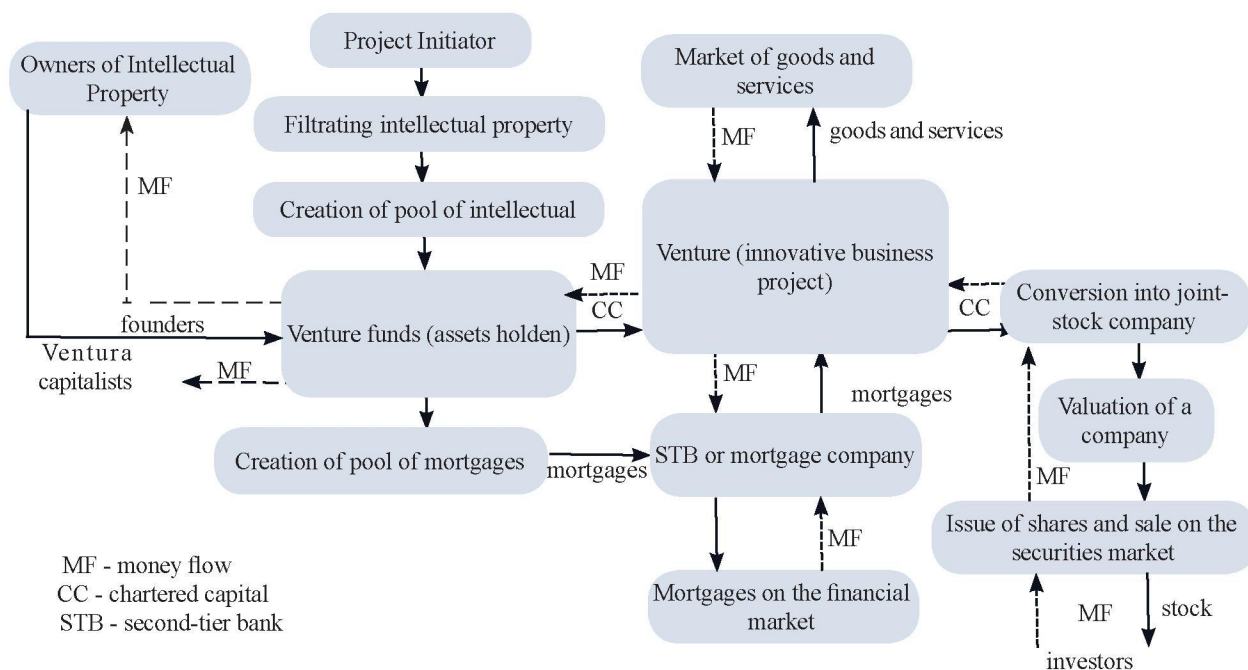 Project Initiator
Owners of Intellectual
Property
Market of goods and
services
Filtrating intellectual property
MF
goods and services
MF
Creation of pool of intellectual
Venture (innovative business
project)
MF
CC
CC
Conversion into joint-
stock company
founders
Venture funds (assets holden)
Ventura
capitalists
MF
MF
mortgages
Valuation of a
company
Creation of pool of mortgages
mortgages
STB or mortgage company
MF
MF
Issue of shares and sale on the
securities market
Mortgages on the financial
market
MF
stock
investors
MF - money flow
CC - chartered capital
STB - second-tier bank